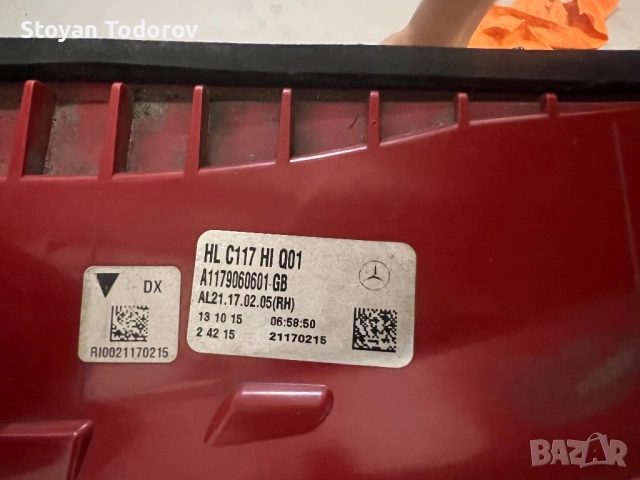 Stoyan Todorov
HL C117 HI Q01
A1179060601-GB
AL21.17.02.05(RH)
13 10 15 06:58:50
2 42 15 21170215
DX
RI0021170215
BAZAR